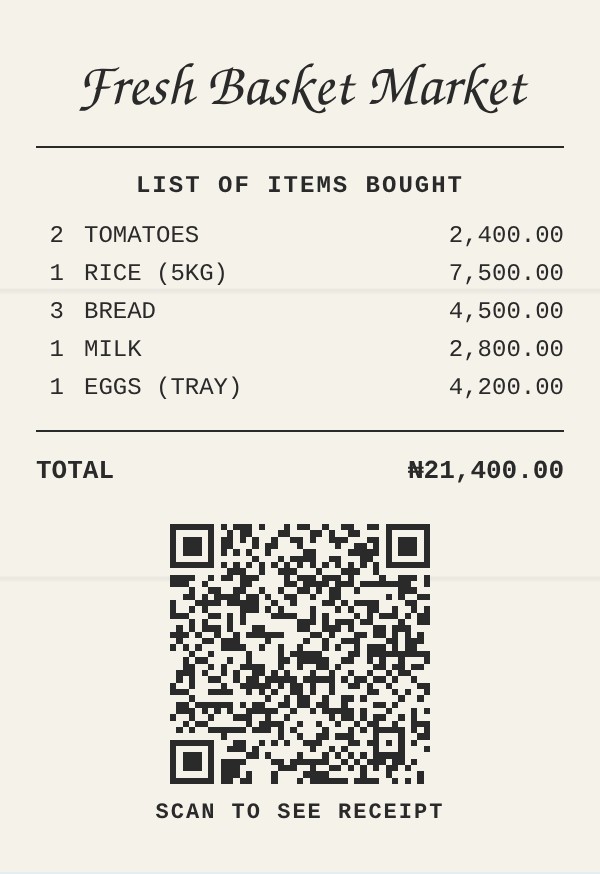 Fresh Basket Market
LIST OF ITEMS BOUGHT
2 TOMATOES 2,400.00
1 RICE (5KG) 7,500.00
3 BREAD 4,500.00
1 MILK 2,800.00
1 EGGS (TRAY) 4,200.00
TOTAL ₦21,400.00
SCAN TO SEE RECEIPT